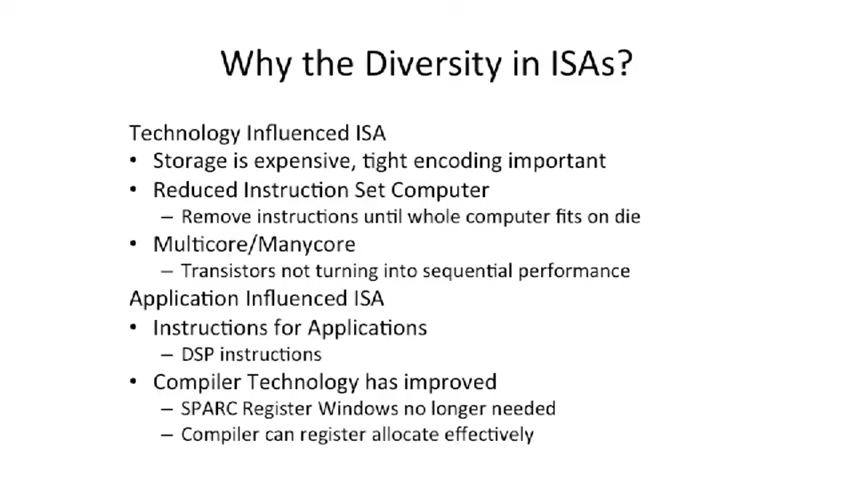 Why the Diversity in ISAs?
Technology Influenced ISA
• Storage is expensive, tight encoding important
• Reduced Instruction Set Computer
– Remove instructions until whole computer fits on die
• Multicore/Manycore
– Transistors not turning into sequential performance
Application Influenced ISA
• Instructions for Applications
– DSP instructions
• Compiler Technology has improved
– SPARC Register Windows no longer needed
– Compiler can register allocate effectively